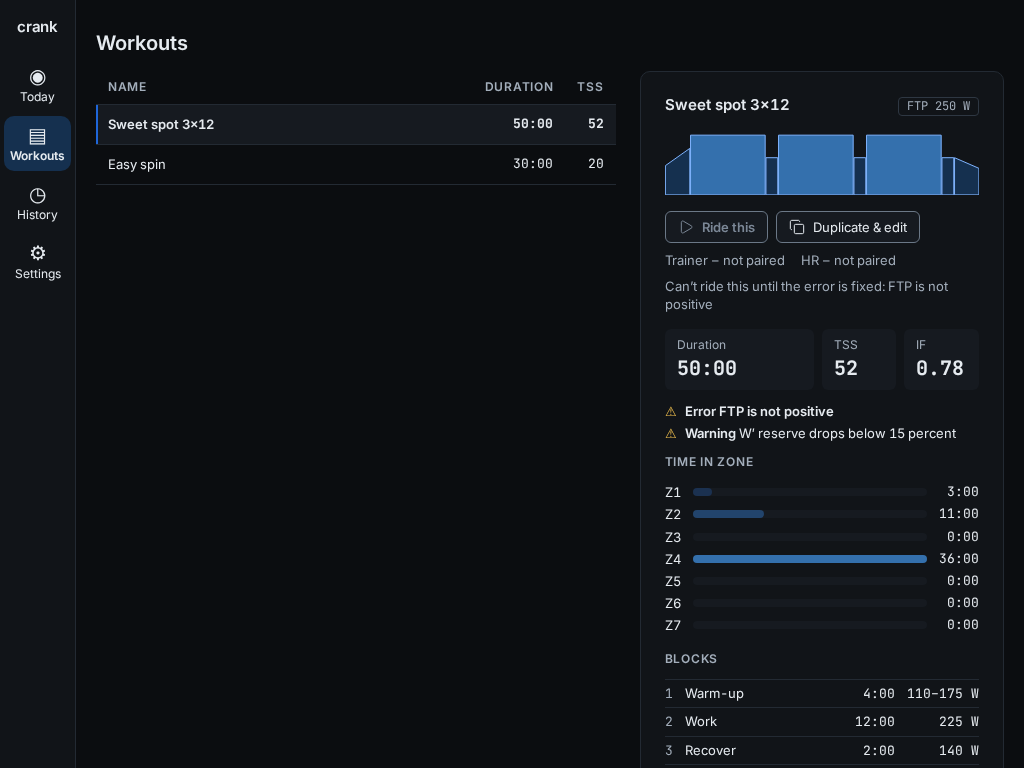 crank
Today
Workouts
History
Settings
Workouts
NAME DURATION TSS
Sweet spot 3×12 50:00 52
Easy spin 30:00 20
Sweet spot 3×12 FTP 250 W
Ride this Duplicate & edit
Trainer – not paired HR – not paired
Can’t ride this until the error is fixed: FTP is not
positive
Duration TSS IF
50:00 52 0.78
⚠ Error FTP is not positive
⚠ Warning W′ reserve drops below 15 percent
TIME IN ZONE
Z1 3:00
Z2 11:00
Z3 0:00
Z4 36:00
Z5 0:00
Z6 0:00
Z7 0:00
BLOCKS
1 Warm-up 4:00 110–175 W
2 Work 12:00 225 W
3 Recover 2:00 140 W